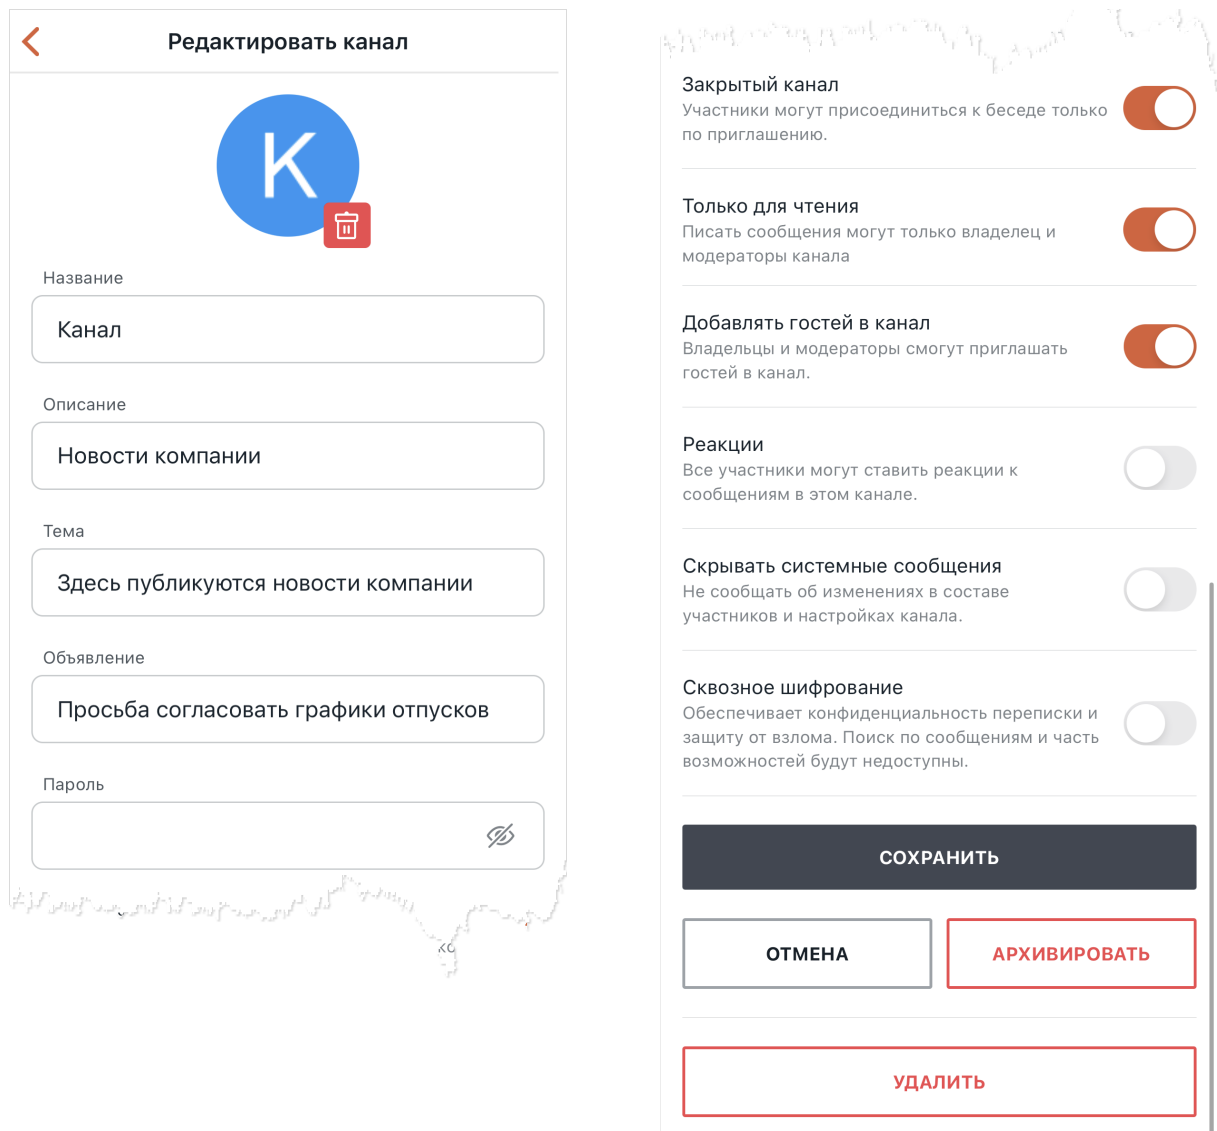 Редактировать канал
K
Название
Канал
Описание
Новости компании
Тема
Здесь публикуются новости компании
Объявление
Просьба согласовать графики отпусков
Пароль
Закрытый канал
Участники могут присоединиться к беседе только
по приглашению.
Только для чтения
Писать сообщения могут только владелец и
модераторы канала
Добавлять гостей в канал
Владельцы и модераторы смогут приглашать
гостей в канал.
Реакции
Все участники могут ставить реакции к
сообщениям в этом канале.
Скрывать системные сообщения
Не сообщать об изменениях в составе
участников и настройках канала.
Сквозное шифрование
Обеспечивает конфиденциальность переписки и
защиту от взлома. Поиск по сообщениям и часть
возможностей будут недоступны.
СОХРАНИТЬ
ОТМЕНА
АРХИВИРОВАТЬ
УДАЛИТЬ